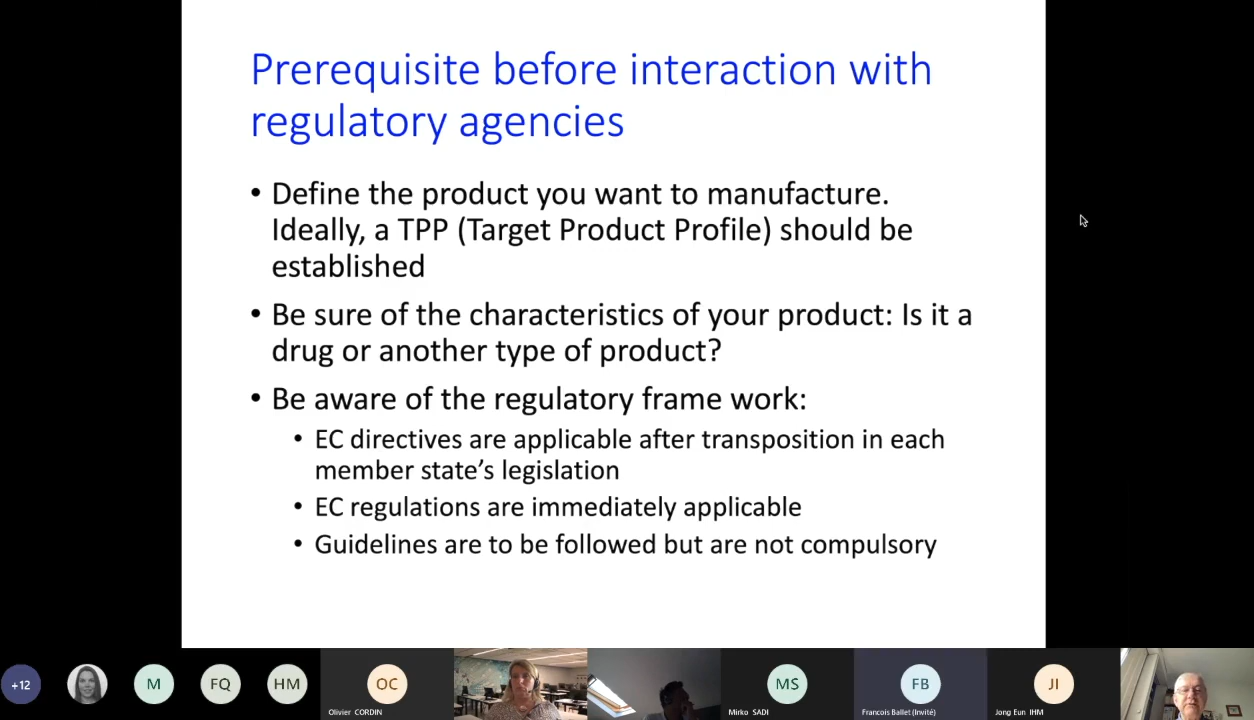 Prerequisite before interaction with
regulatory agencies
• Define the product you want to manufacture.
Ideally, a TPP (Target Product Profile) should be
established
• Be sure of the characteristics of your product: Is it a
drug or another type of product?
• Be aware of the regulatory frame work:
• EC directives are applicable after transposition in each
member state's legislation
• EC regulations are immediately applicable
• Guidelines are to be followed but are not compulsory
+12
M
FQ
HM
OC
MS
FB
JI
Olivier CORDIN
Mirko SADI
Francois Ballet (Invité)
Jong Eun IHM